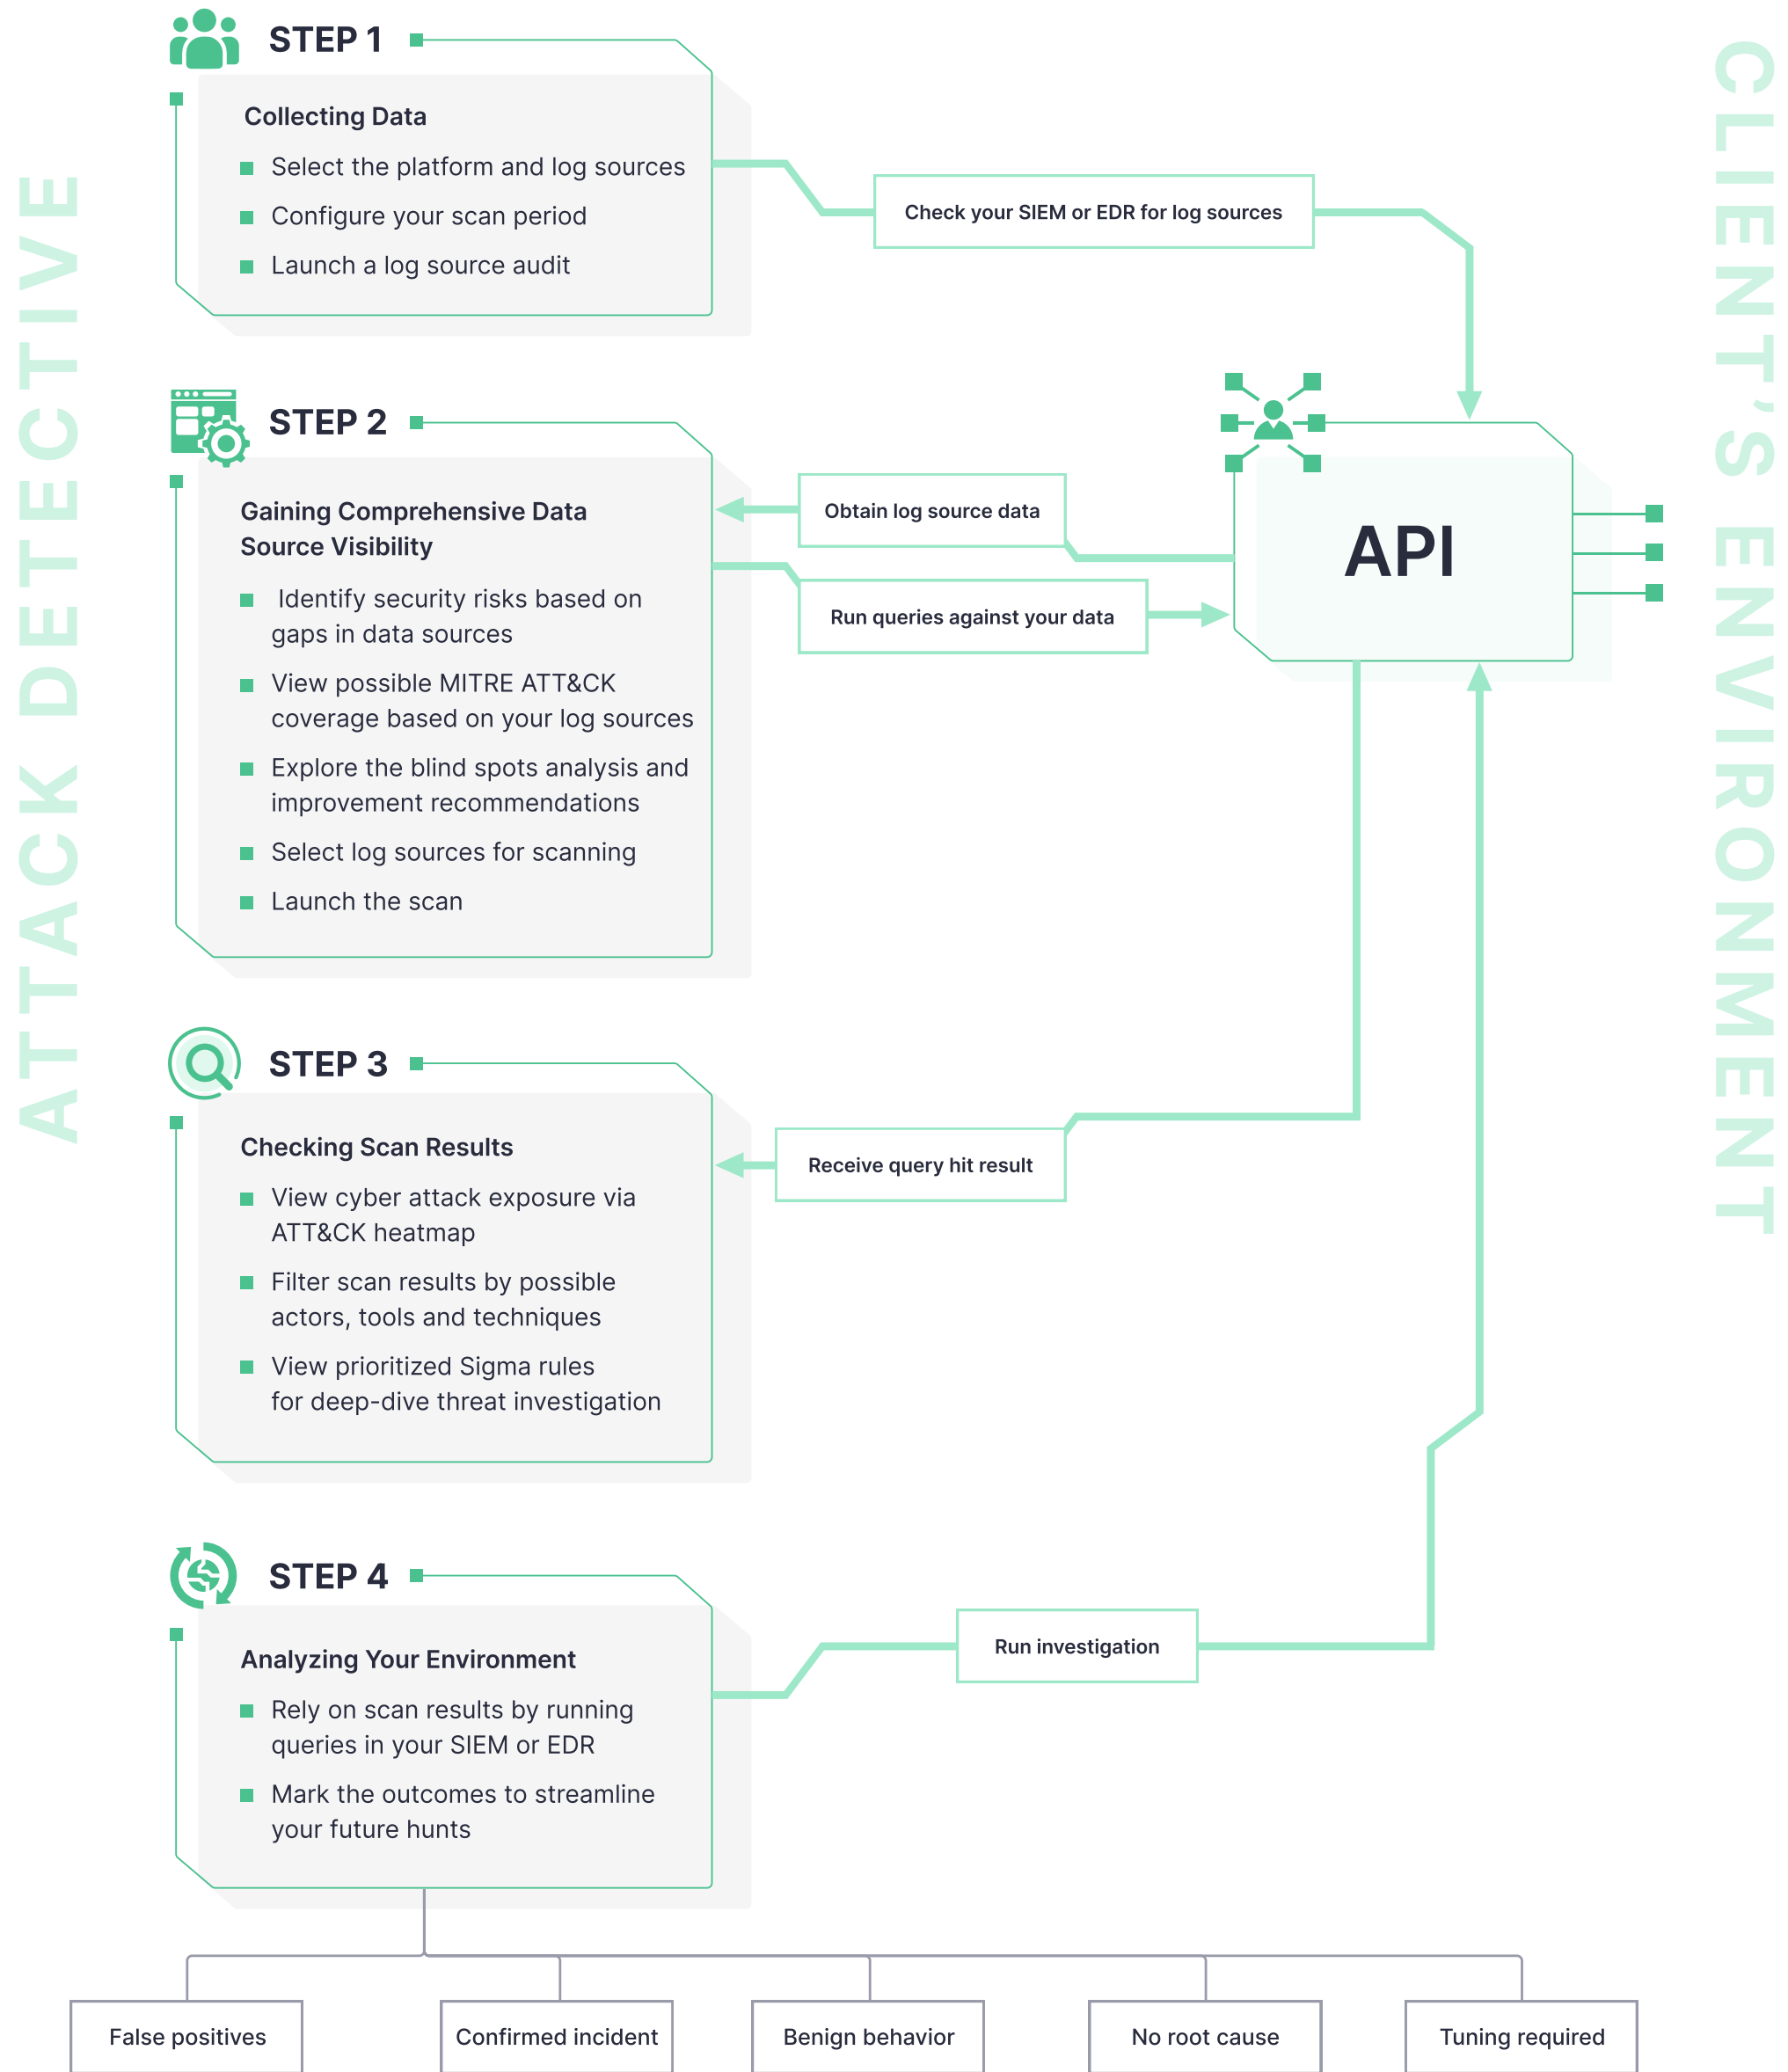 ATTACK DETECTIVE
CLIENT'S ENVIRONMENT
STEP 1
Collecting Data
Select the platform and log sources
Configure your scan period
Launch a log source audit
Check your SIEM or EDR for log sources
STEP 2
Gaining Comprehensive Data
Source Visibility
Identify security risks based on
gaps in data sources
View possible MITRE ATT&CK
coverage based on your log sources
Explore the blind spots analysis and
improvement recommendations
Select log sources for scanning
Launch the scan
Obtain log source data
Run queries against your data
API
STEP 3
Checking Scan Results
View cyber attack exposure via
ATT&CK heatmap
Filter scan results by possible
actors, tools and techniques
View prioritized Sigma rules
for deep-dive threat investigation
Receive query hit result
STEP 4
Analyzing Your Environment
Rely on scan results by running
queries in your SIEM or EDR
Mark the outcomes to streamline
your future hunts
Run investigation
False positives
Confirmed incident
Benign behavior
No root cause
Tuning required